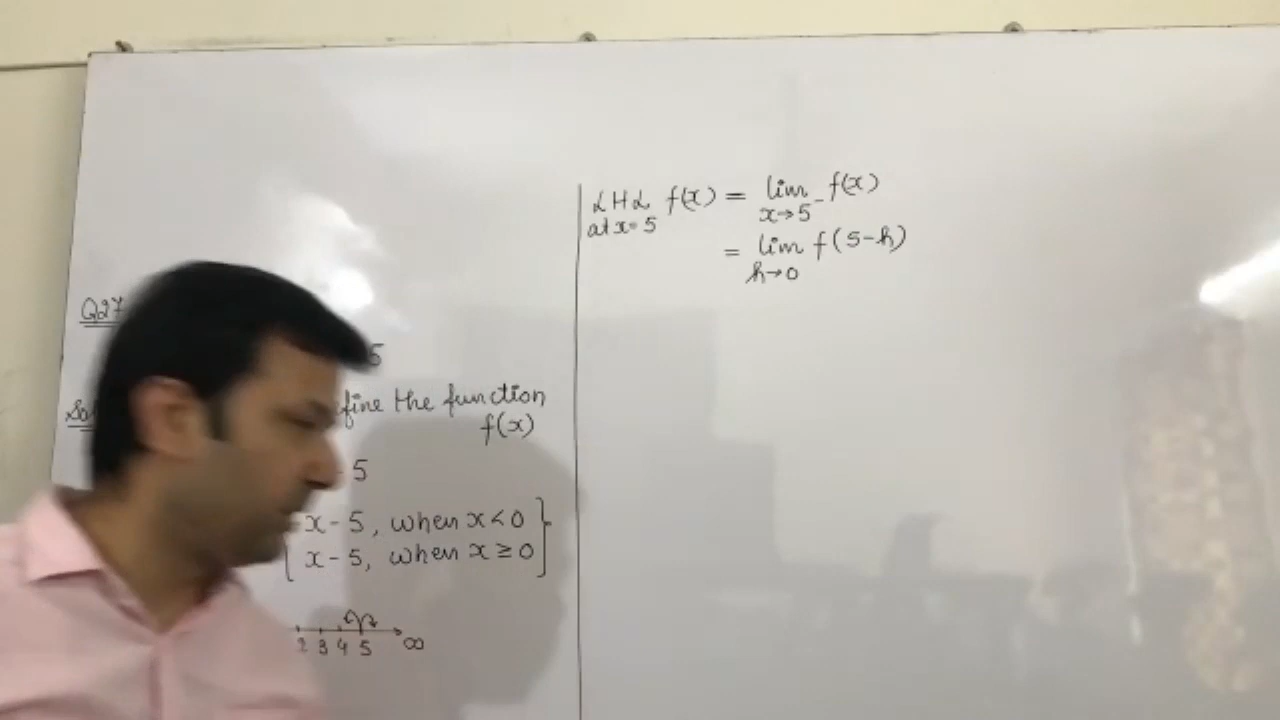 Q27
5
fine the function
f(x)
- 5
x - 5, when x < 0
x - 5, when x ≥ 0
2 3 4 5 ∞
LHL f(x) = lim f(x)
at x = 5 x→5⁻
= lim f(5-h)
h→0